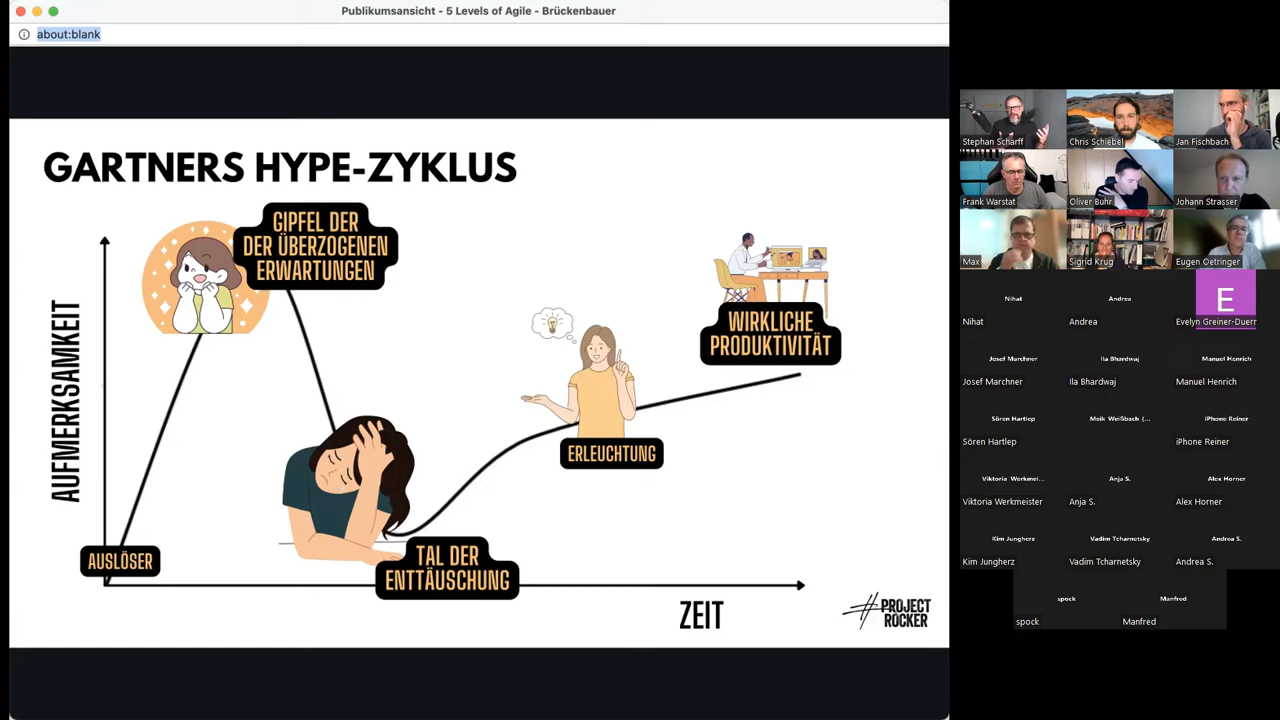 Publikumsansicht - 5 Levels of Agile - Brückenbauer
about:blank
GARTNERS HYPE-ZYKLUS
GIPFEL DER
DER ÜBERZOGENEN
ERWARTUNGEN
AUFMERKSAMKEIT
WIRKLICHE
PRODUKTIVITÄT
ERLEUCHTUNG
AUSLÖSER
TAL DER
ENTTÄUSCHUNG
ZEIT
#PROJECT
ROCKER
Stephan Scharff
Chris Schiebel
Jan Fischbach
Frank Warstat
Oliver Buhr
Johann Strasser
Max
Sigrid Krug
Eugen Oetringer
Nihat
Andrea
E
Nihat
Andrea
Evelyn Greiner-Duerr
Josef Marchner
Ila Bhardwaj
Manuel Henrich
Josef Marchner
Ila Bhardwaj
Manuel Henrich
Sören Hartlep
Meik Weißbach (...
iPhone Reiner
Sören Hartlep
iPhone Reiner
Viktoria Werkmei...
Anja S.
Alex Horner
Viktoria Werkmeister
Anja S.
Alex Horner
Kim Jungherz
Vadim Tcharnetsky
Andrea S.
Kim Jungherz
Vadim Tcharnetsky
Andrea S.
spock
Manfred
spock
Manfred